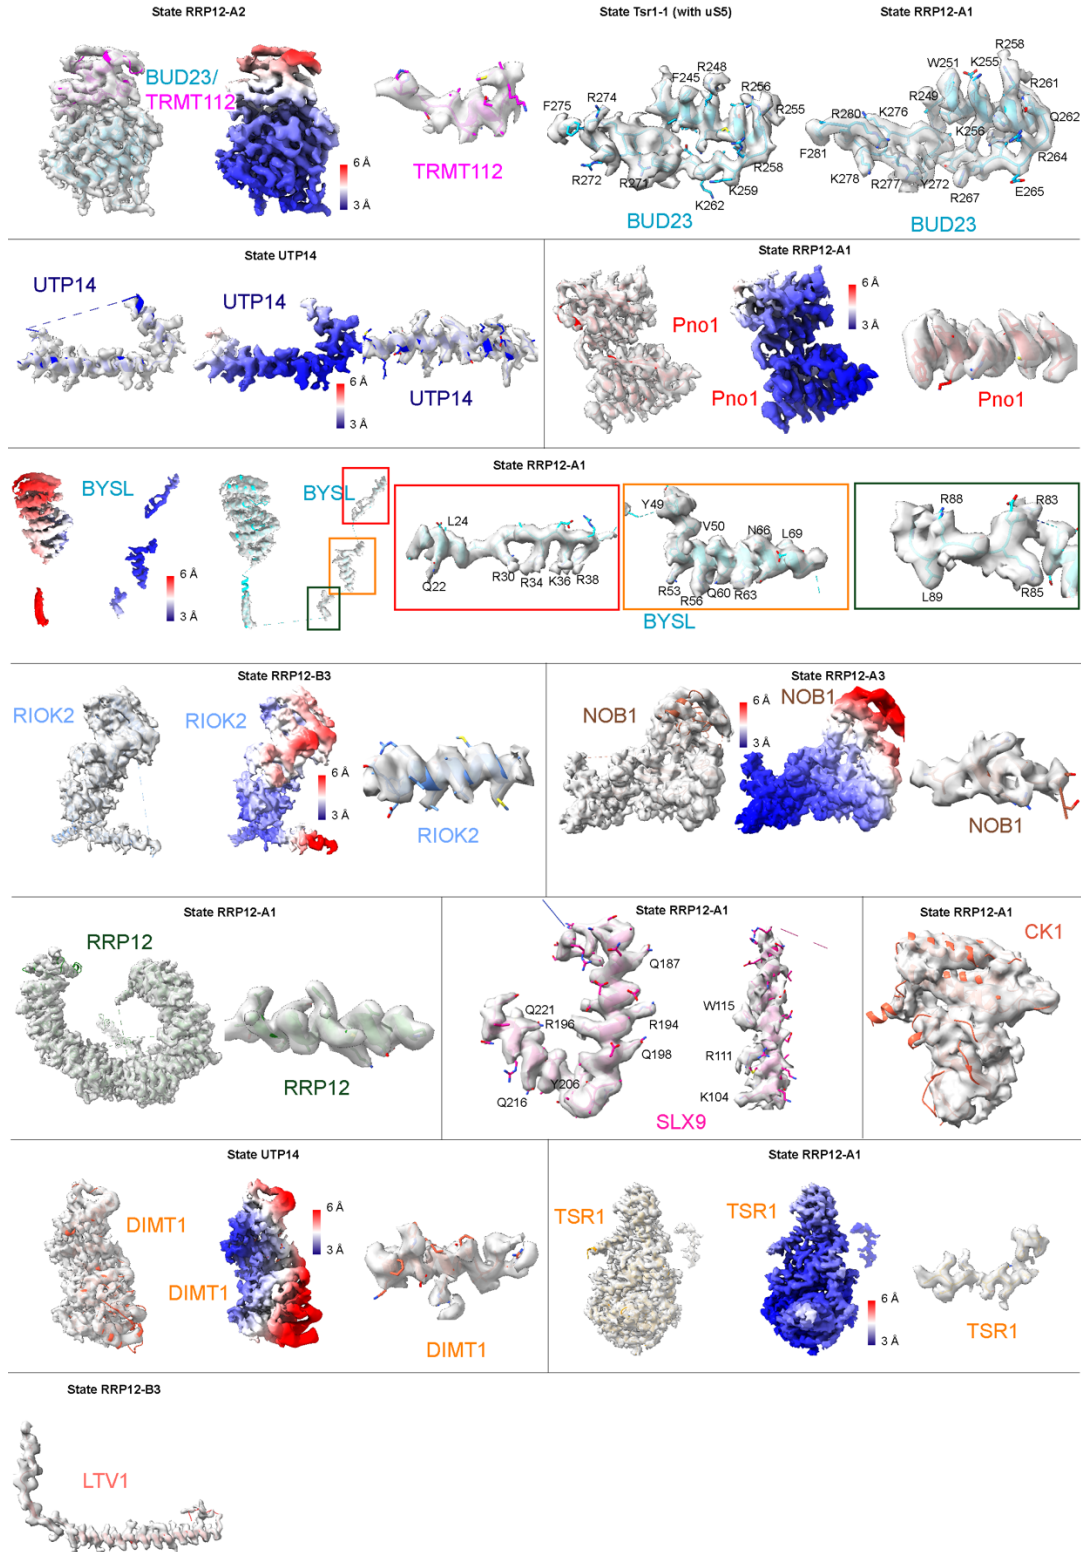 State RRP12-A2
BUD23/
TRMT112
6 Å
3 Å
TRMT112
State Tsr1-1 (with uS5)
R248
F245
R256
R274
F275
R255
R258
R272
R271
K259
K262
BUD23
State RRP12-A1
R258
W251
K255
R261
R249
Q262
K276
R280
K256
F281
R264
K278
R277
Y272
E265
R267
BUD23
State UTP14
UTP14
UTP14
6 Å
3 Å
UTP14
State RRP12-A1
6 Å
3 Å
Pno1
Pno1
Pno1
State RRP12-A1
BYSL
6 Å
3 Å
BYSL
L24
Q22
R30
R34
K36
R38
Y49
V50
N66
L69
R53
R56
Q60
R63
BYSL
R88
R83
L89
R85
State RRP12-B3
RIOK2
RIOK2
6 Å
3 Å
RIOK2
State RRP12-A3
NOB1
6 Å
3 Å
NOB1
NOB1
State RRP12-A1
RRP12
RRP12
State RRP12-A1
Q187
Q221
R196
R194
Q198
Y206
Q216
W115
R111
K104
SLX9
State RRP12-A1
CK1
State UTP14
DIMT1
6 Å
3 Å
DIMT1
DIMT1
State RRP12-A1
TSR1
TSR1
6 Å
3 Å
TSR1
State RRP12-B3
LTV1